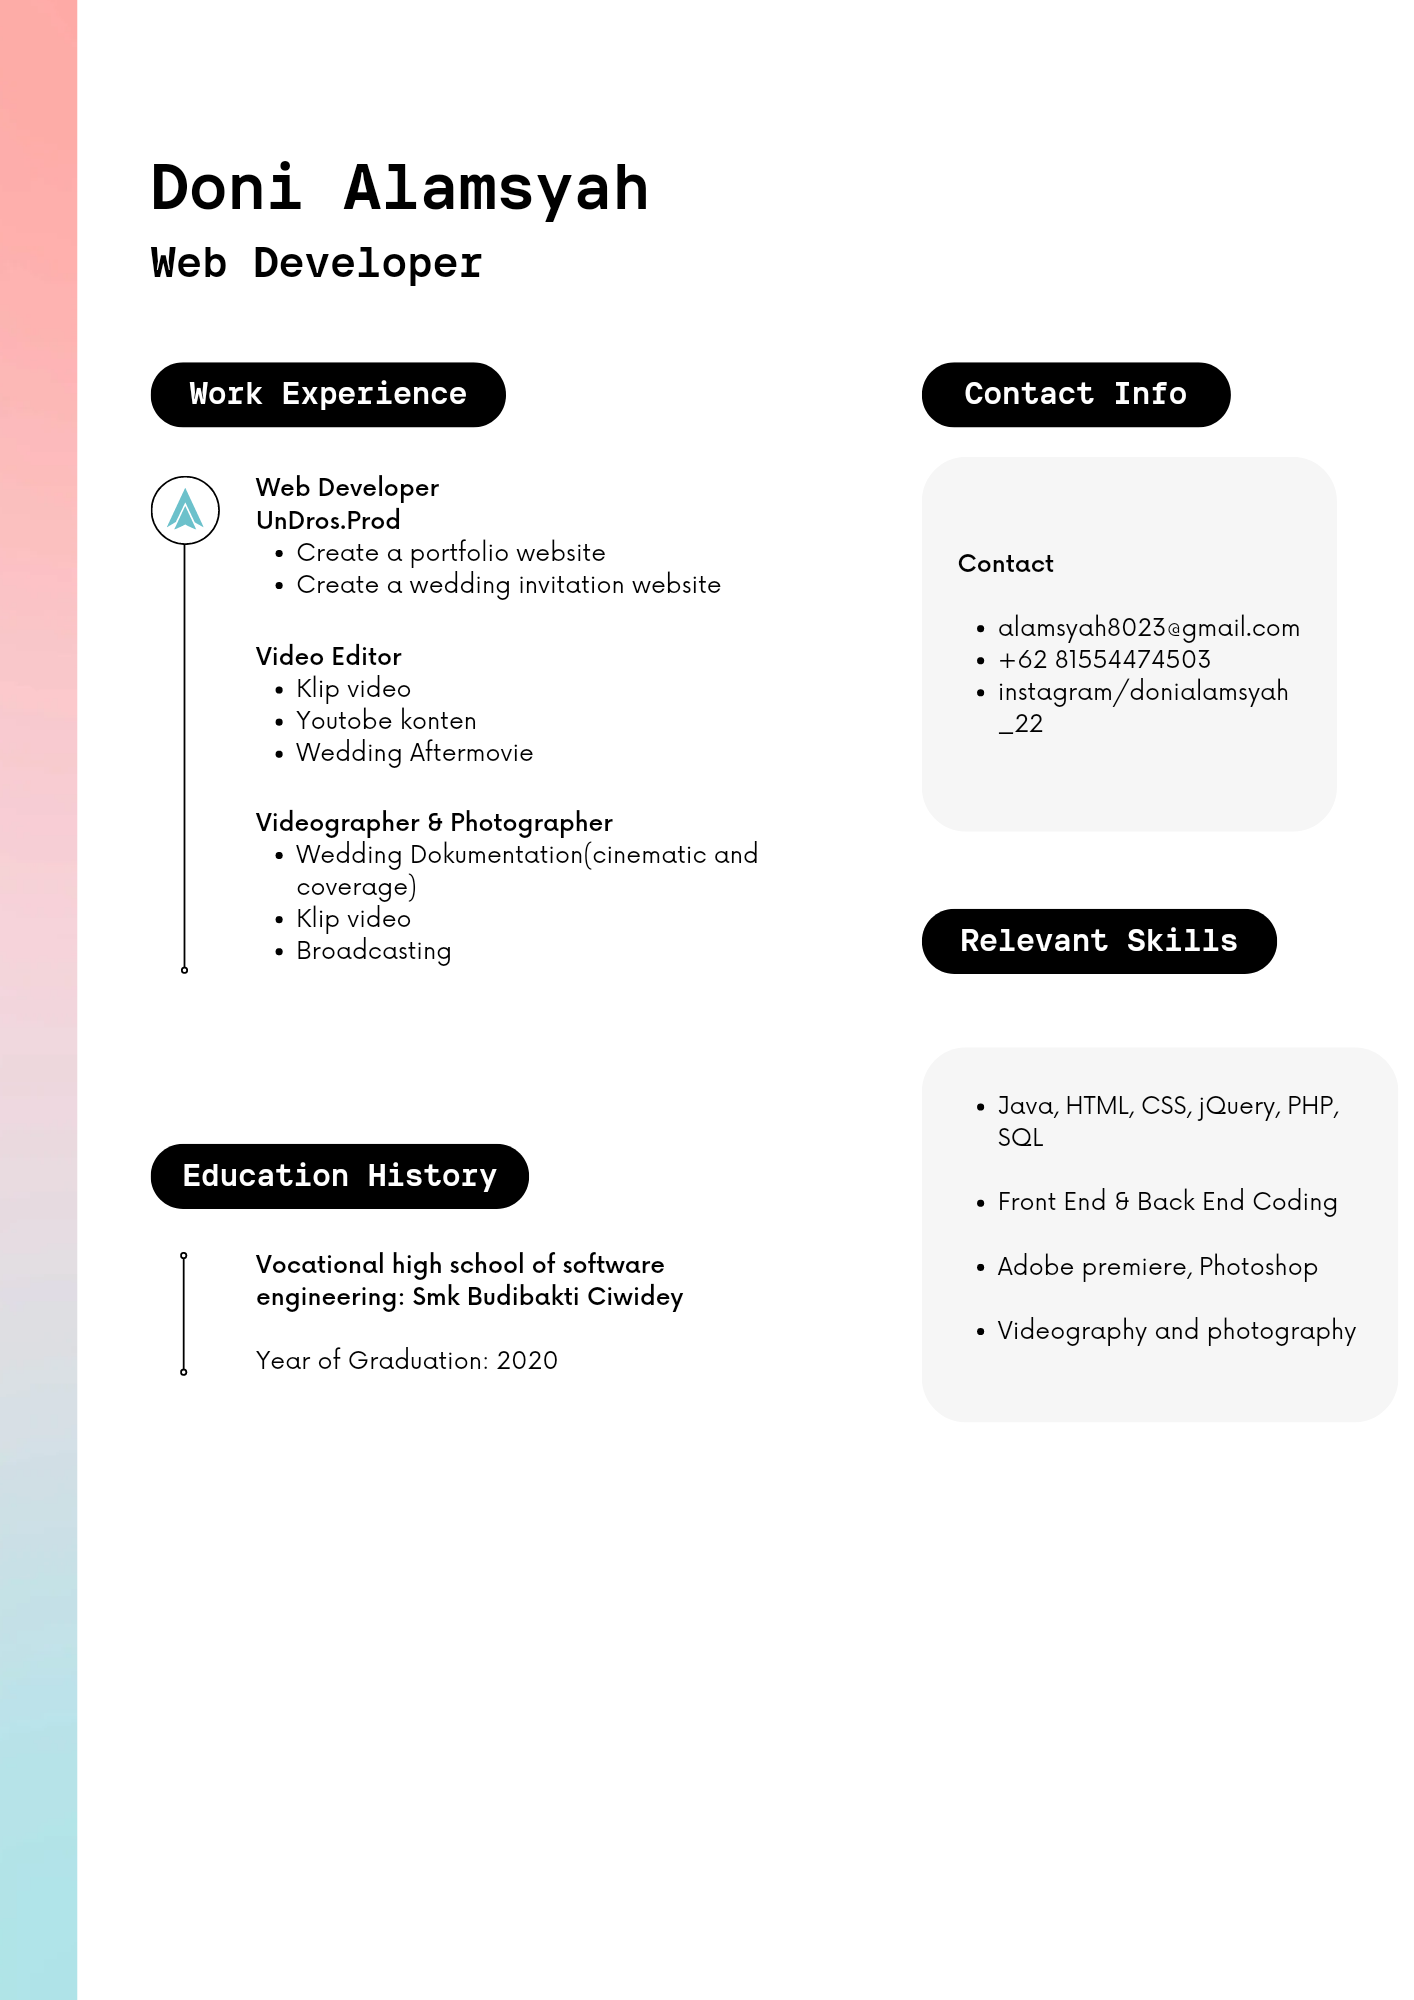 Doni Alamsyah
Web Developer
Work Experience
Web Developer
UnDros.Prod
• Create a portfolio website
• Create a wedding invitation website
Video Editor
• Klip video
• Youtobe konten
• Wedding Aftermovie
Videographer & Photographer
• Wedding Dokumentation(cinematic and
coverage)
• Klip video
• Broadcasting
Education History
Vocational high school of software
engineering: Smk Budibakti Ciwidey
Year of Graduation: 2020
Contact Info
Contact
• alamsyah8023@gmail.com
• +62 81554474503
• instagram/donialamsyah
_22
Relevant Skills
• Java, HTML, CSS, jQuery, PHP,
SQL
• Front End & Back End Coding
• Adobe premiere, Photoshop
• Videography and photography